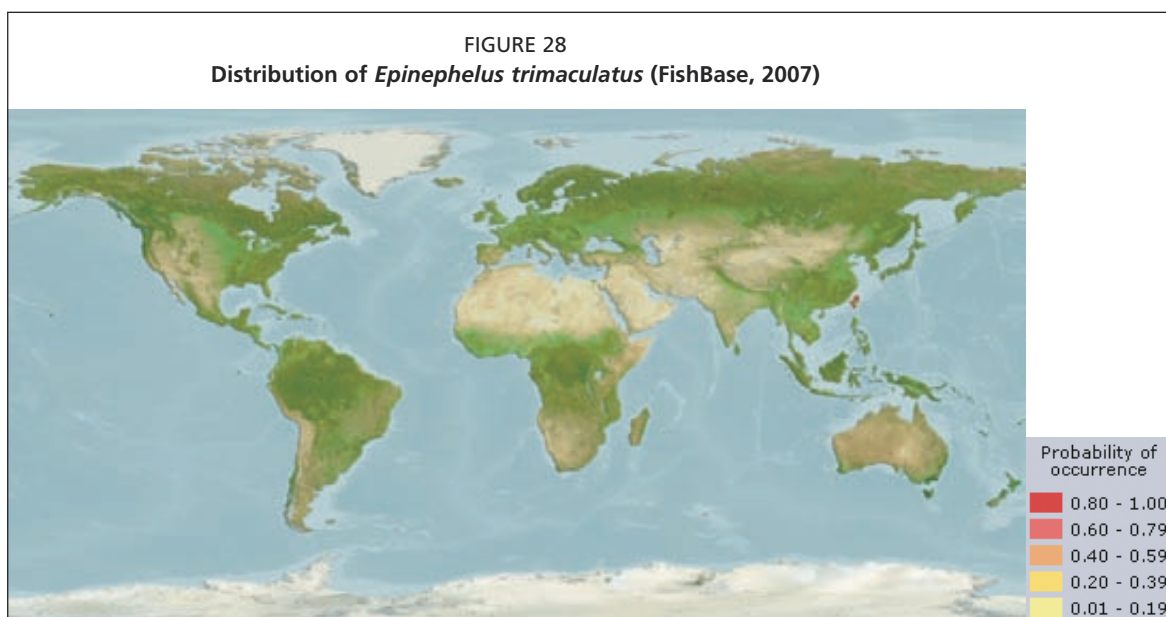 FIGURE 28
Distribution of Epinephelus trimaculatus (FishBase, 2007)
Probability of
occurrence
0.80 - 1.00
0.60 - 0.79
0.40 - 0.59
0.20 - 0.39
0.01 - 0.19